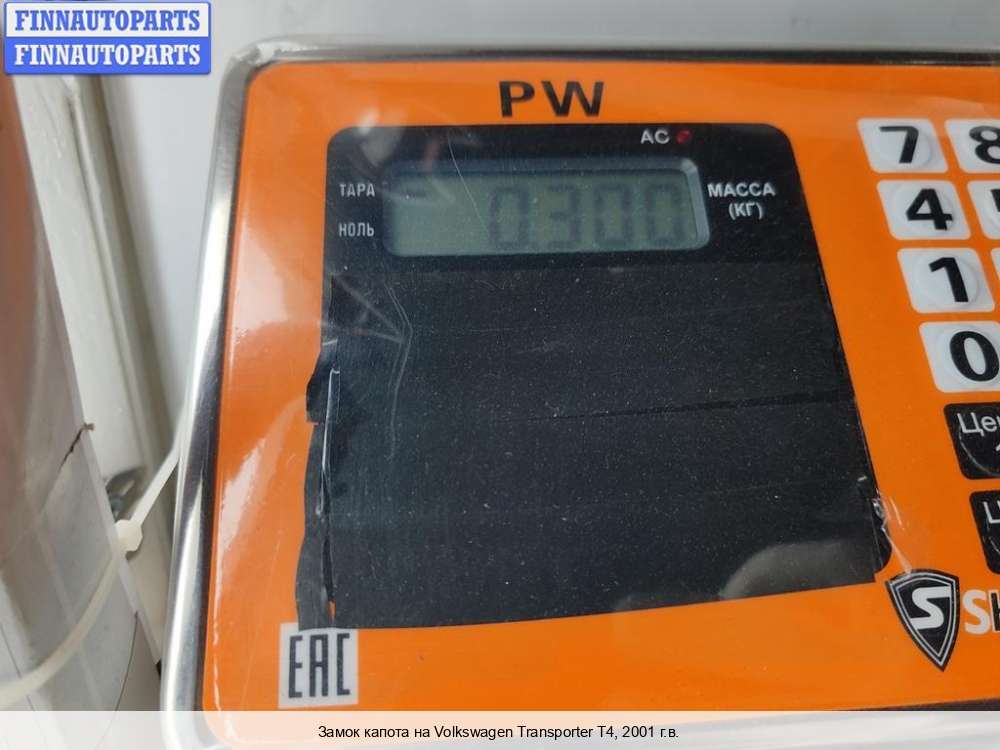 FINNAUTOPARTS
FINNAUTOPARTS
PW
AC
ТАРА
НОЛЬ
0.300
МАССА
(КГ)
7 8
4
1
0
S
EAC
Замок капота на Volkswagen Transporter T4, 2001 г.в.